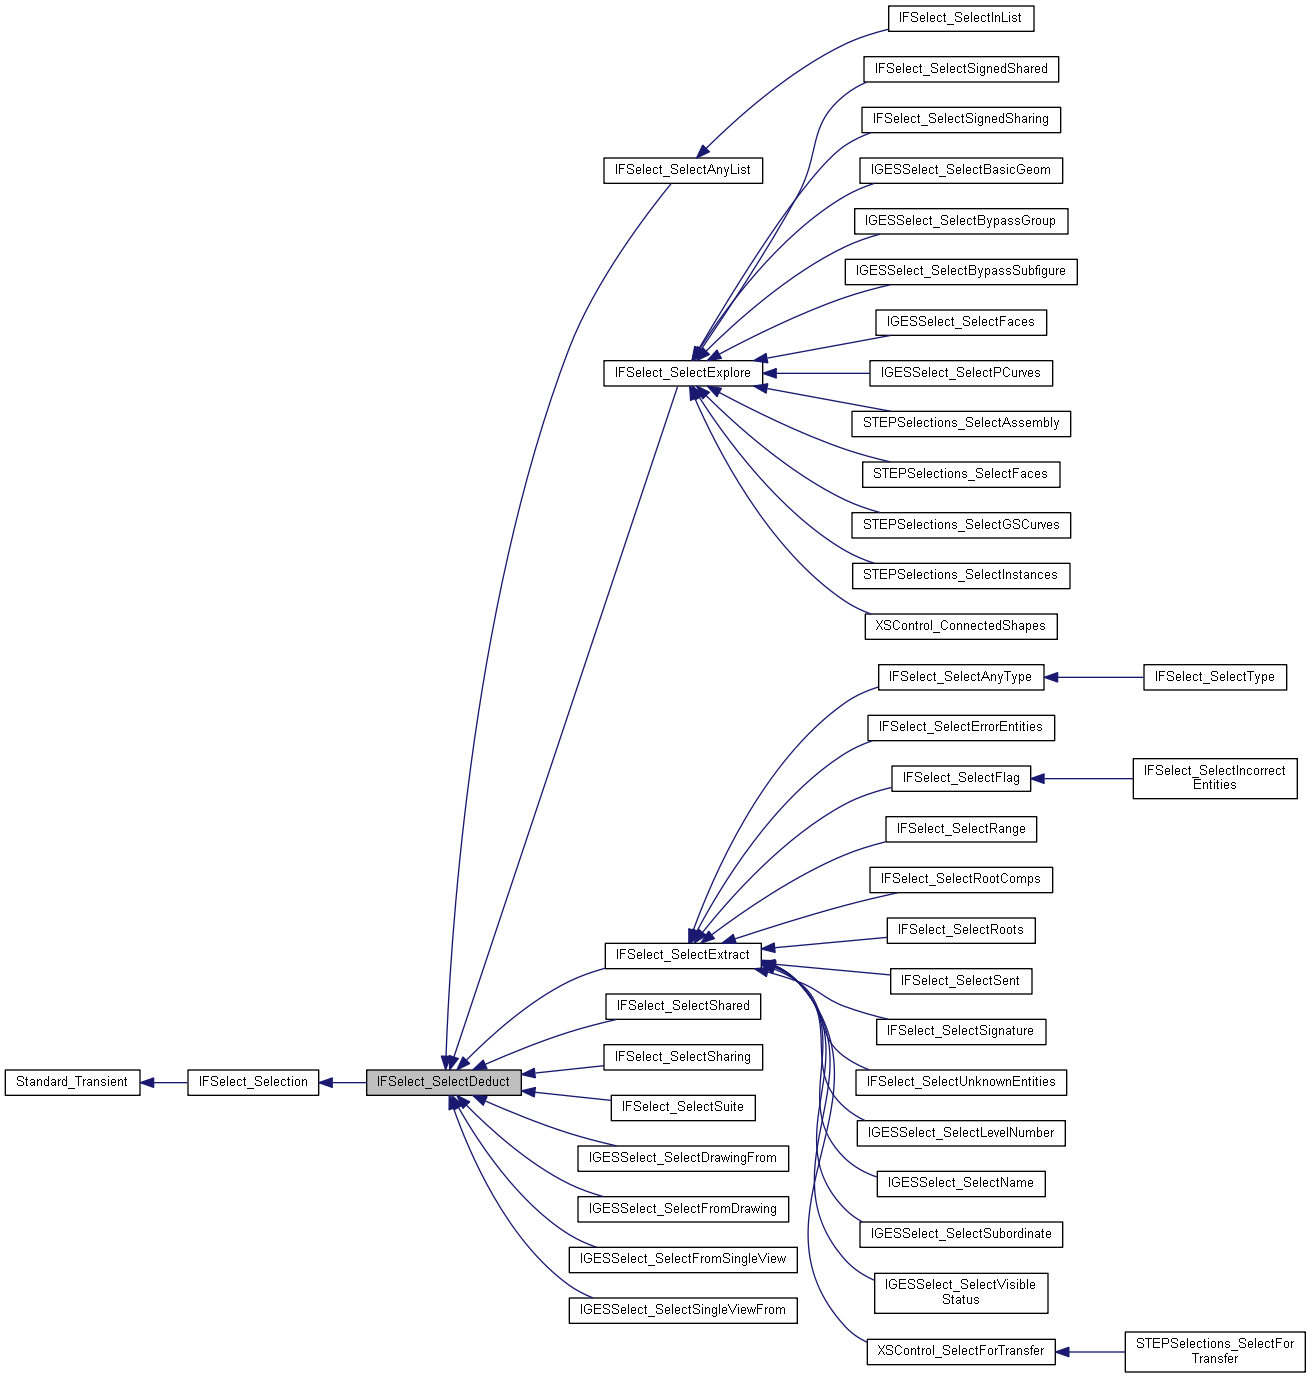 IFSelect_SelectInList
IFSelect_SelectSignedShared
IFSelect_SelectSignedSharing
IFSelect_SelectAnyList
IGESSelect_SelectBasicGeom
IGESSelect_SelectBypassGroup
IGESSelect_SelectBypassSubfigure
IGESSelect_SelectFaces
IFSelect_SelectExplore
IGESSelect_SelectPCurves
STEPSelections_SelectAssembly
STEPSelections_SelectFaces
STEPSelections_SelectGSCurves
STEPSelections_SelectInstances
XSControl_ConnectedShapes
IFSelect_SelectAnyType
IFSelect_SelectType
IFSelect_SelectErrorEntities
IFSelect_SelectFlag
IFSelect_SelectIncorrect
Entities
IFSelect_SelectRange
IFSelect_SelectRootComps
IFSelect_SelectRoots
IFSelect_SelectExtract
IFSelect_SelectSent
IFSelect_SelectShared
IFSelect_SelectSignature
IFSelect_SelectSharing
Standard_Transient
IFSelect_Selection
IFSelect_SelectDeduct
IFSelect_SelectUnknownEntities
IFSelect_SelectSuite
IGESSelect_SelectLevelNumber
IGESSelect_SelectDrawingFrom
IGESSelect_SelectName
IGESSelect_SelectFromDrawing
IGESSelect_SelectSubordinate
IGESSelect_SelectFromSingleView
IGESSelect_SelectVisible
Status
IGESSelect_SelectSingleViewFrom
XSControl_SelectForTransfer
STEPSelections_SelectFor
Transfer